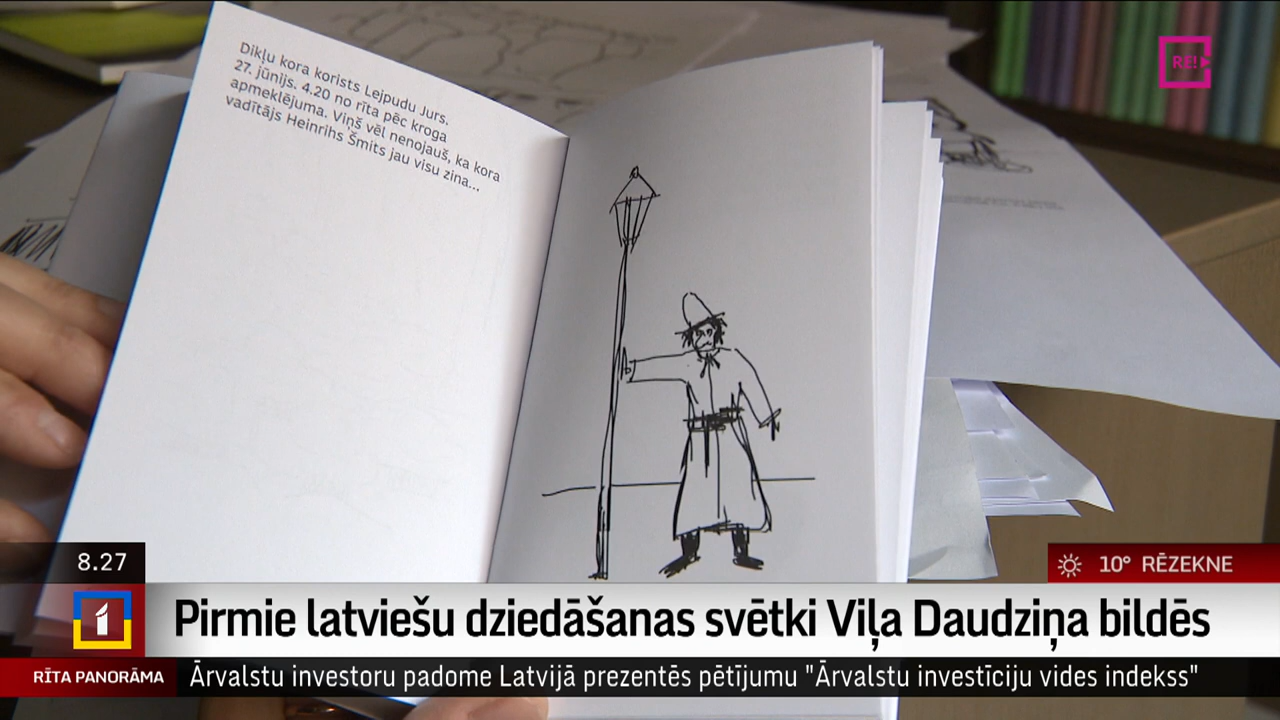 Dikļu kora korists Lejpudu Jurs.
27. jūnijs. 4.20 no rīta pēc kroga
apmeklējuma. Viņš vēl nenojauš, ka kora
vadītājs Heinrihs Šmits jau visu zina...
RE!
8.27
10° RĒZEKNE
1
Pirmie latviešu dziedāšanas svētki Viļa Daudziņa bildēs
RĪTA PANORĀMA
Ārvalstu investoru padome Latvijā prezentēs pētījumu "Ārvalstu investīciju vides indekss"